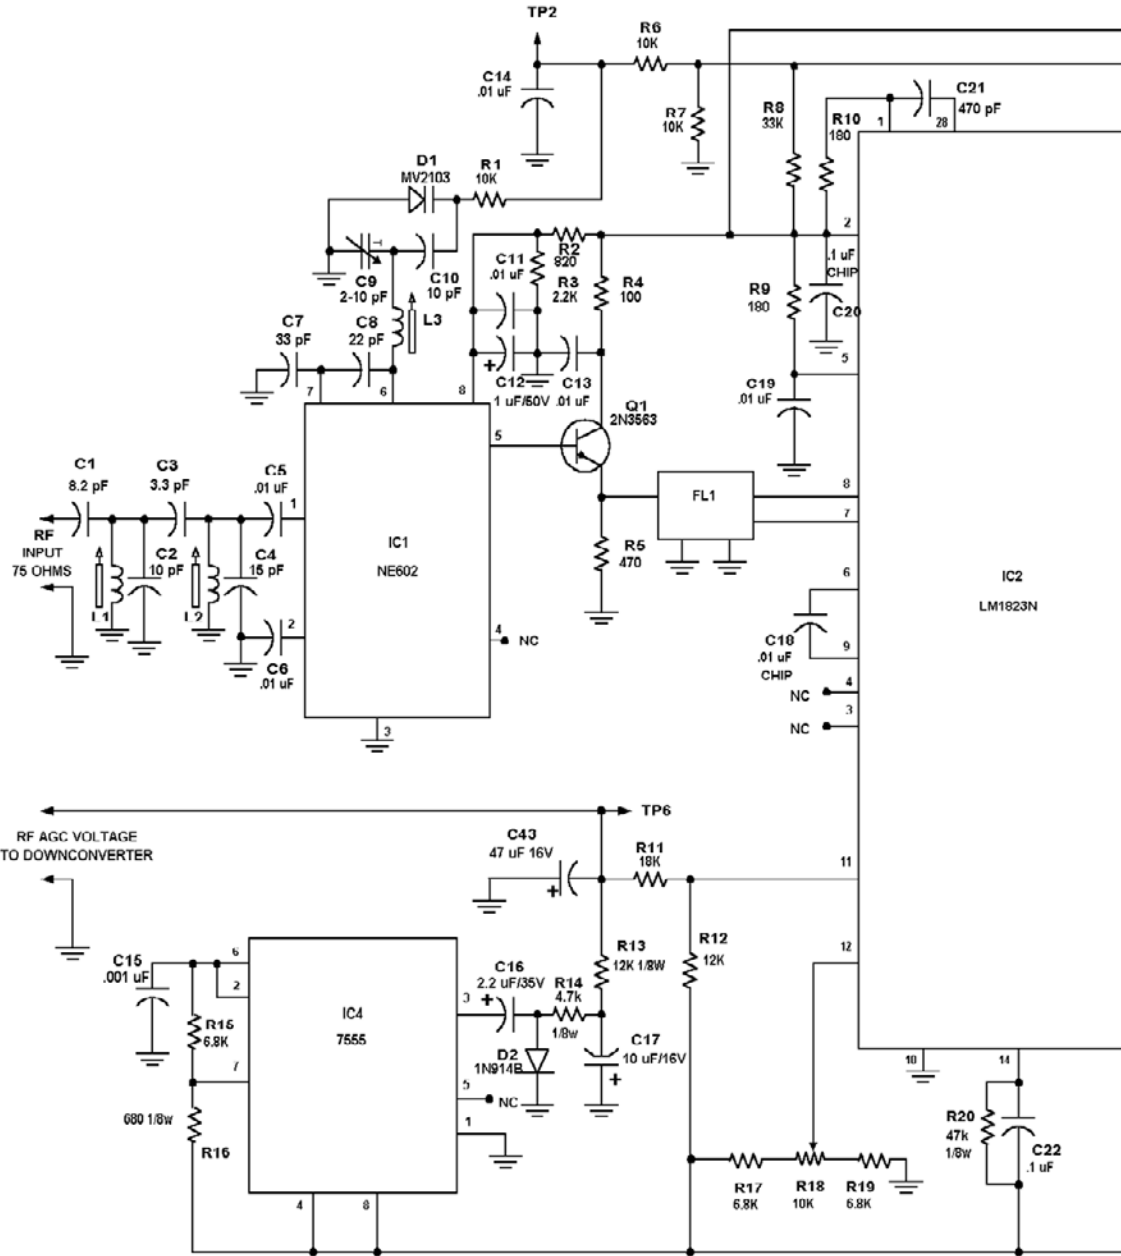 TP2
R6
10K
C14
.01 uF
C21
470 pF
R7
10K
R8
33K
R10
180
1
28
D1
MV2103
R1
10K
2
.1 uF
CHIP
C20
C9
2-10 pF
C10
10 pF
C11
.01 uF
R2
820
R3
2.2K
R4
100
R9
180
L3
C7
33 pF
C8
22 pF
5
7
6
8
C12
1 uF/50V
C13
.01 uF
+
C19
.01 uF
Q1
2N3563
5
C1
8.2 pF
C3
3.3 pF
C5
.01 uF
1
FL1
8
7
RF
INPUT
75 OHMS
C2
10 pF
C4
15 pF
L1
L2
IC1
NE602
R5
470
6
IC2
LM1823N
2
C6
.01 uF
4
NC
C18
.01 uF
CHIP
9
NC
4
NC
3
3
TP6
RF AGC VOLTAGE
TO DOWNCONVERTER
C43
47 uF 16V
+
R11
18K
11
C15
.001 uF
6
2
C16
2.2 uF/35V
+
R14
4.7k
1/8w
R13
12K 1/8W
R12
12K
12
3
IC4
7555
R15
6.8K
7
D2
1N914B
C17
10 uF/16V
+
5
NC
680 1/8w
R16
1
10
14
R20
47k
1/8w
C22
.1 uF
R17
6.8K
R18
10K
R19
6.8K
4
8